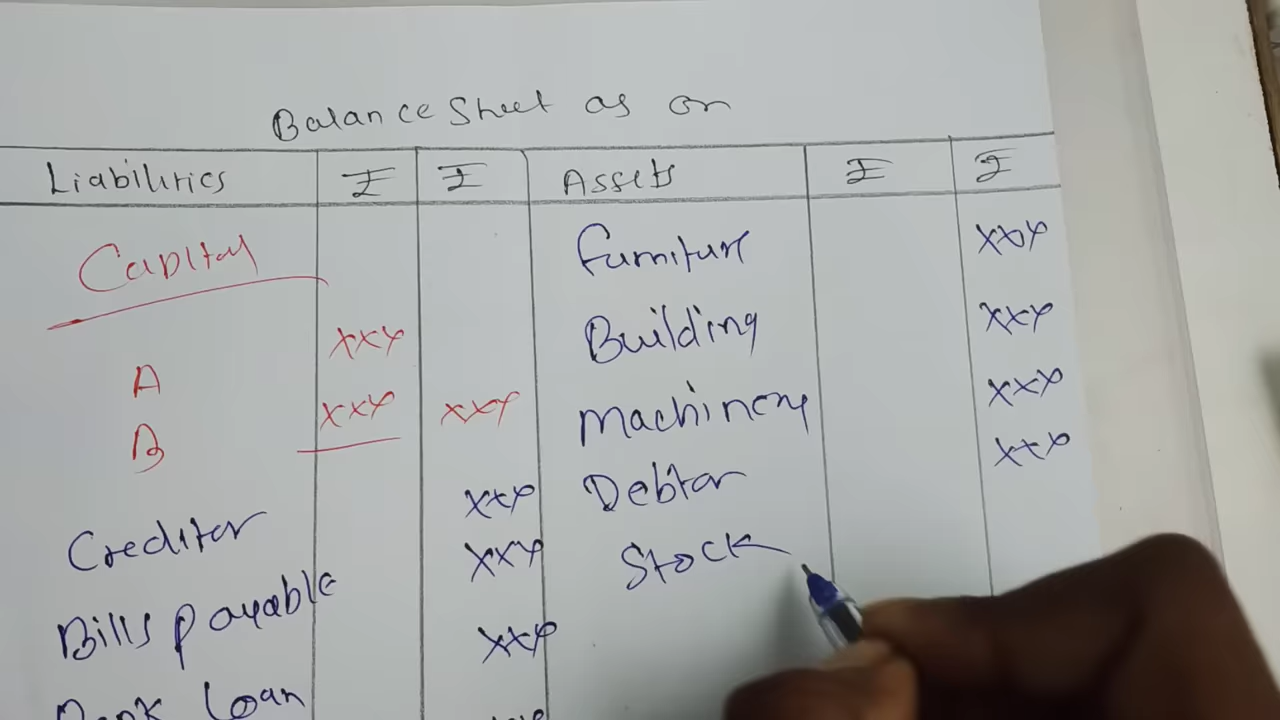 Balance Sheet as on
Liabilities ₹ ₹ Assets ₹ ₹
Capital Furniture xxx
xxx Building xxx
A
xxx xxx Machinery xxx
B
xxx Debtor xxx
Creditor
xxx Stock
Bills payable
xxx
Bank Loan